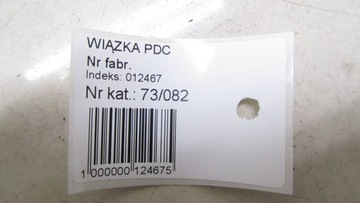 WIĄZKA PDC
Nr fabr.
Indeks: 012467
Nr kat.: 73/082
1 000000 124675